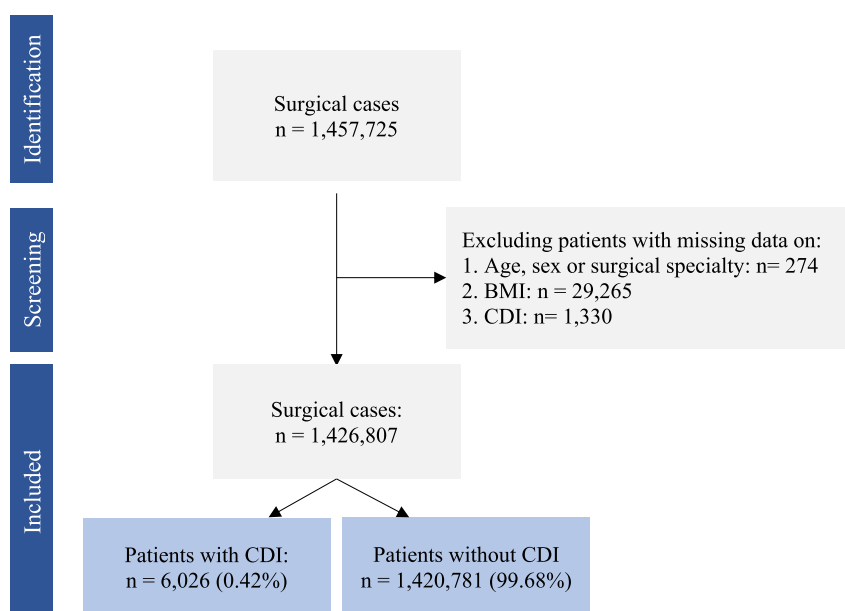 Identification
Surgical cases
n = 1,457,725
Screening
Excluding patients with missing data on:
1. Age, sex or surgical specialty: n= 274
2. BMI: n = 29,265
3. CDI: n= 1,330
Included
Surgical cases:
n = 1,426,807
Patients with CDI:
n = 6,026 (0.42%)
Patients without CDI
n = 1,420,781 (99.68%)